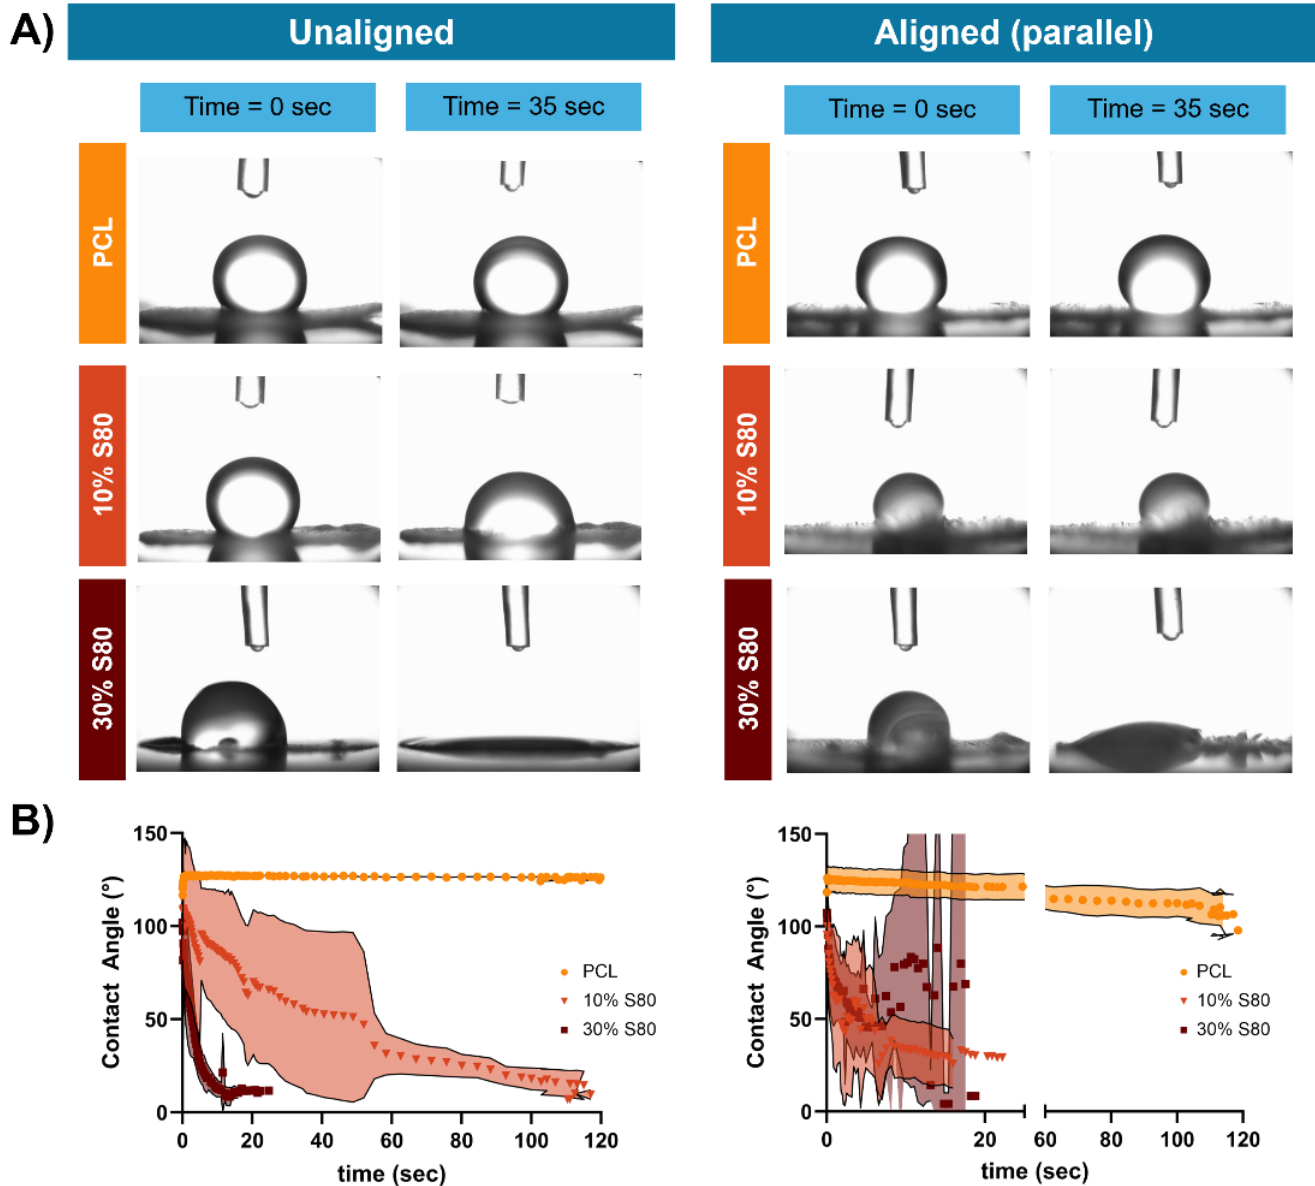 A)
Unaligned
Aligned (parallel)
Time = 0 sec
Time = 35 sec
Time = 0 sec
Time = 35 sec
PCL
PCL
10% S80
10% S80
30% S80
30% S80
B)
150
100
50
0
Contact Angle (°)
0
20
40
60
80
100
120
time (sec)
PCL
10% S80
30% S80
150
100
50
0
Contact Angle (°)
0
20
60
80
100
120
time (sec)
PCL
10% S80
30% S80